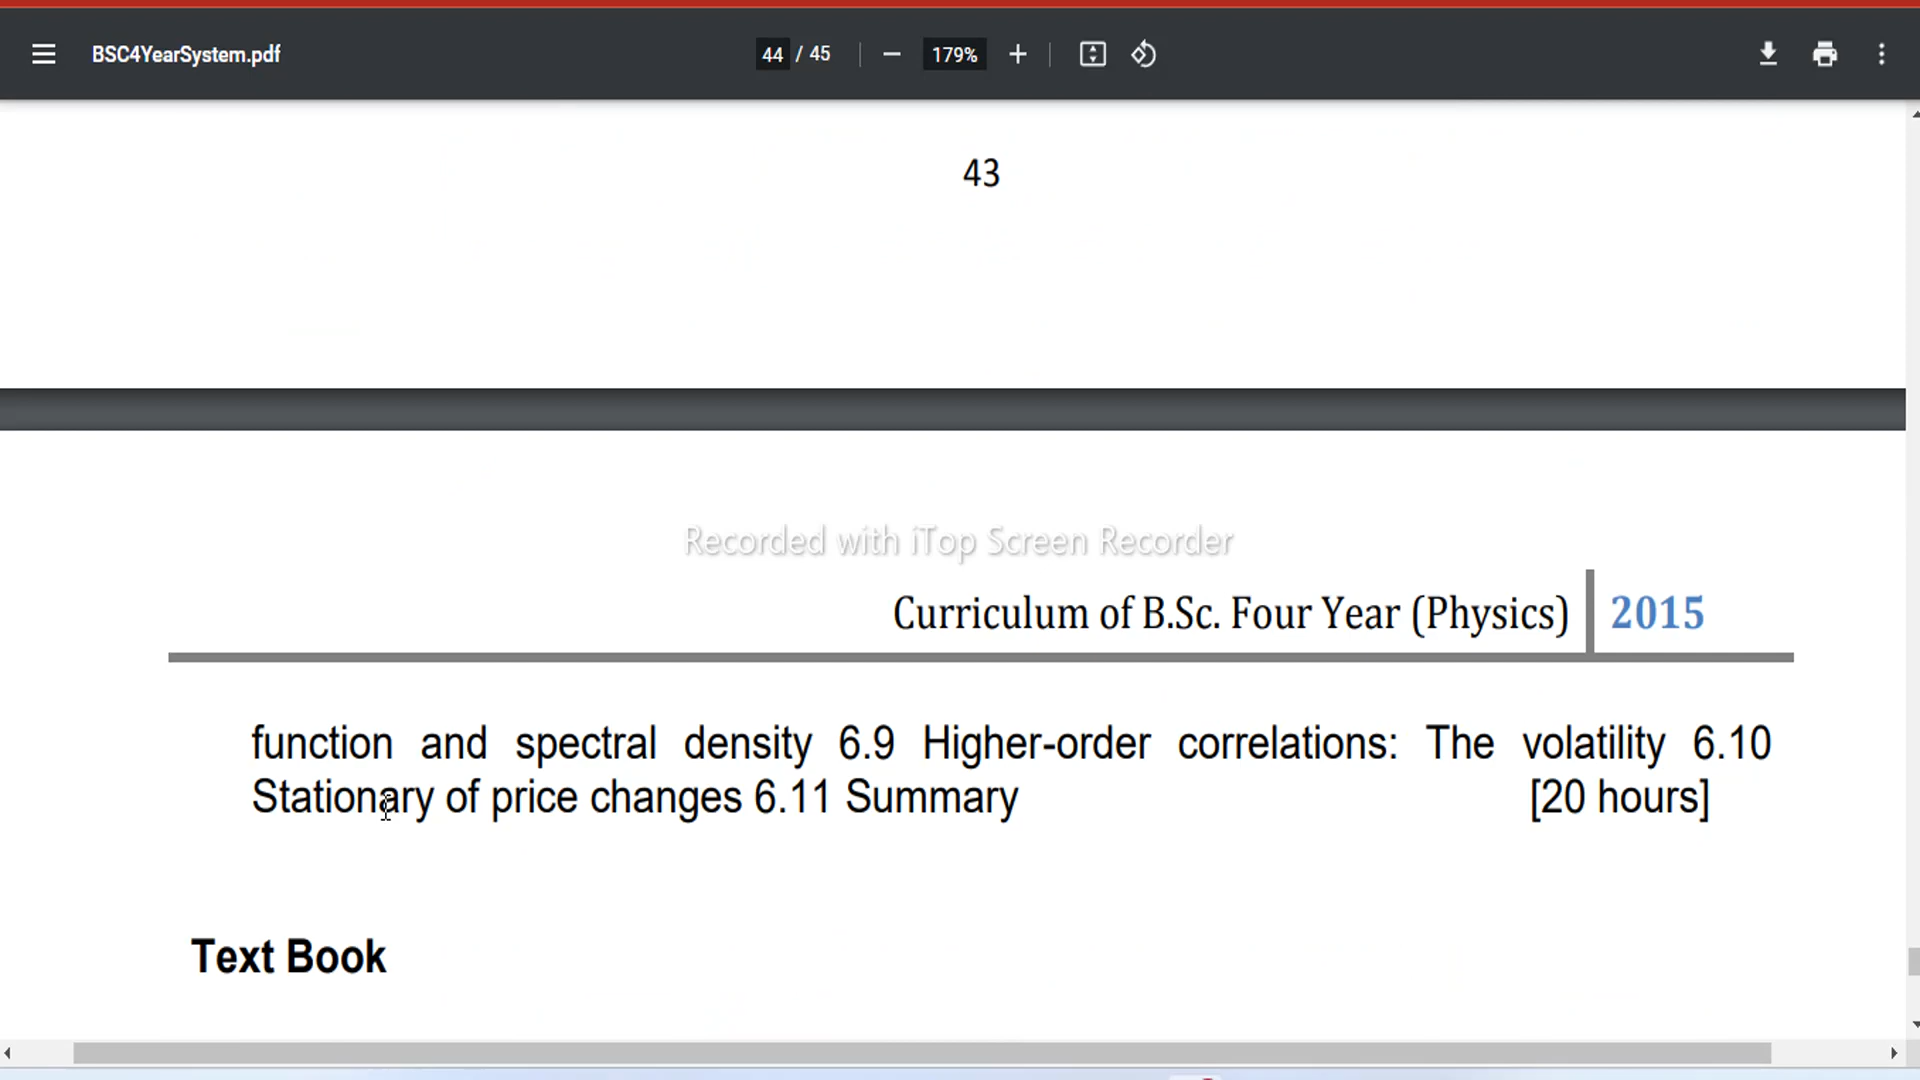 BSC4YearSystem.pdf
44 / 45
179%
43
Recorded with iTop Screen Recorder
Curriculum of B.Sc. Four Year (Physics) 2015
function and spectral density 6.9 Higher-order correlations: The volatility 6.10
Stationary of price changes 6.11 Summary [20 hours]
Text Book